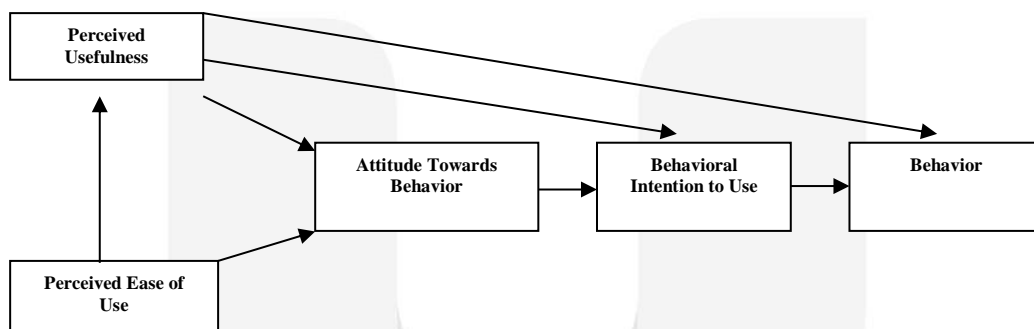 Perceived
Usefulness
Attitude Towards
Behavior
Behavioral
Intention to Use
Behavior
Perceived Ease of
Use